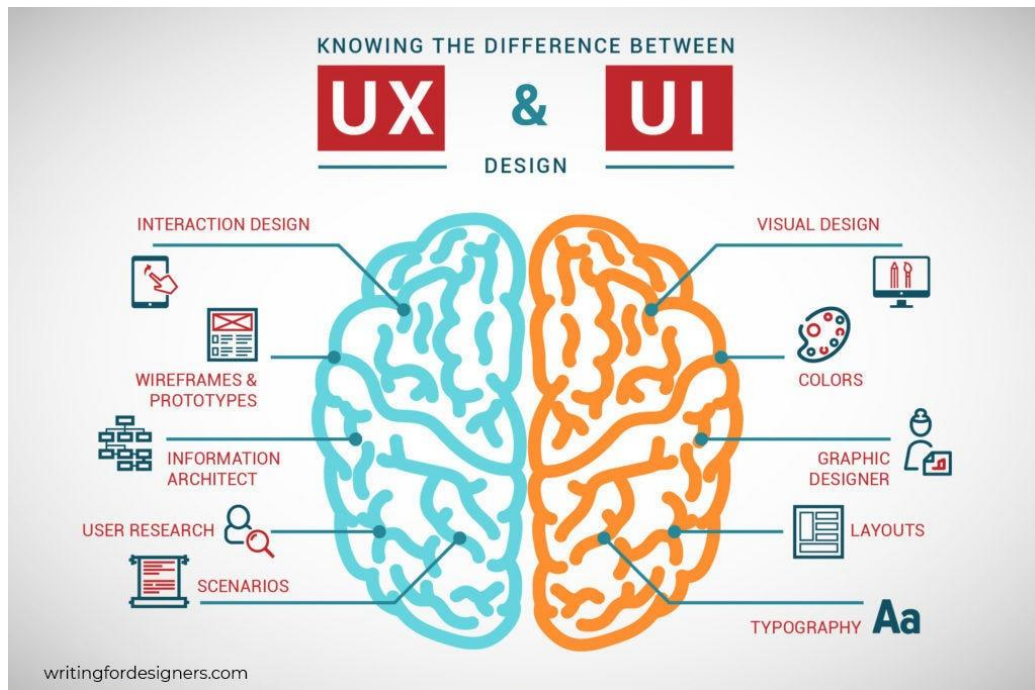 KNOWING THE DIFFERENCE BETWEEN
UX & UI
DESIGN
INTERACTION DESIGN
WIREFRAMES &
PROTOTYPES
INFORMATION
ARCHITECT
USER RESEARCH
SCENARIOS
VISUAL DESIGN
COLORS
GRAPHIC
DESIGNER
LAYOUTS
TYPOGRAPHY Aa
writingfordesigners.com